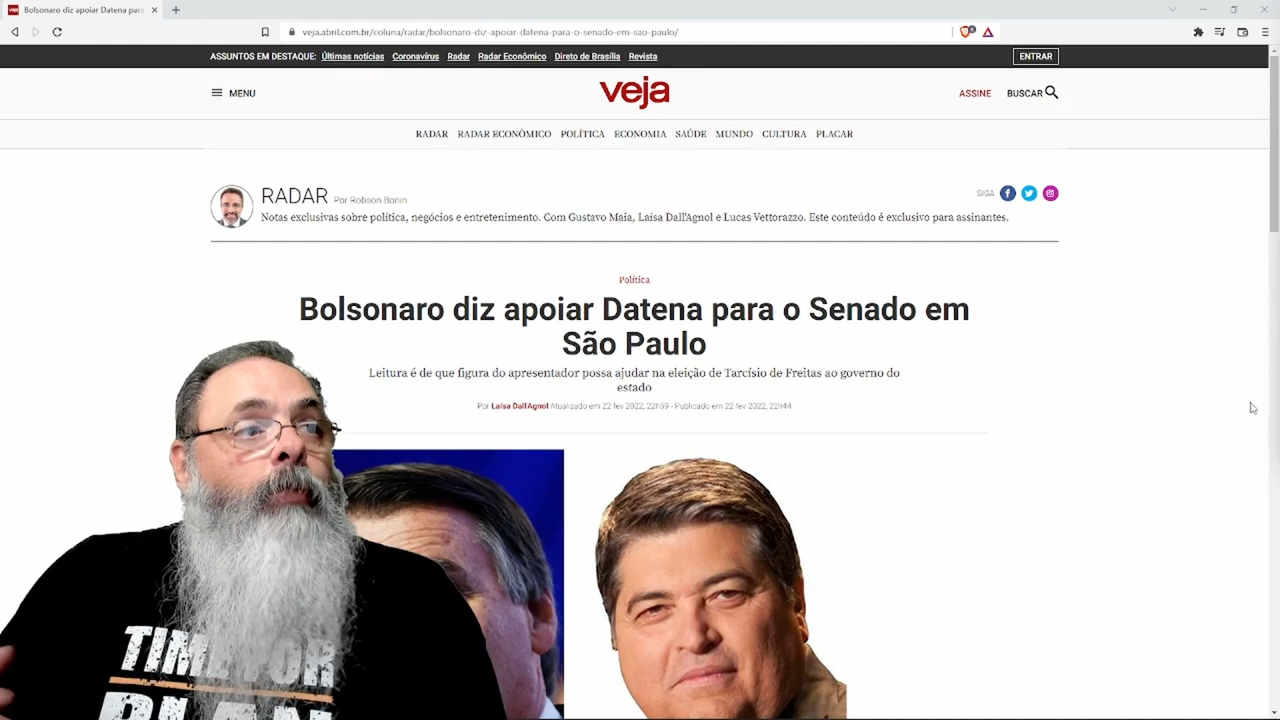 Bolsonaro diz apoiar Datena para
veja.abril.com.br/coluna/radar/bolsonaro-diz-apoiar-datena-para-o-senado-em-sao-paulo/
ASSUNTOS EM DESTAQUE: Últimas notícias Coronavírus Radar Radar Econômico Direto de Brasília Revista ENTRAR
MENU veja ASSINE BUSCAR
RADAR RADAR ECONÔMICO POLÍTICA ECONOMIA SAÚDE MUNDO CULTURA PLACAR
RADAR Por Robson Bonin SIGA
Notas exclusivas sobre política, negócios e entretenimento. Com Gustavo Maia, Laísa Dall'Agnol e Lucas Vettorazzo. Este conteúdo é exclusivo para assinantes.
Política
Bolsonaro diz apoiar Datena para o Senado em
São Paulo
Leitura é de que figura do apresentador possa ajudar na eleição de Tarcísio de Freitas ao governo do
estado
Por Laísa Dall'Agnol Atualizado em 22 fev 2022, 22h59 - Publicado em 22 fev 2022, 22h44
TIME FOR
PLAN